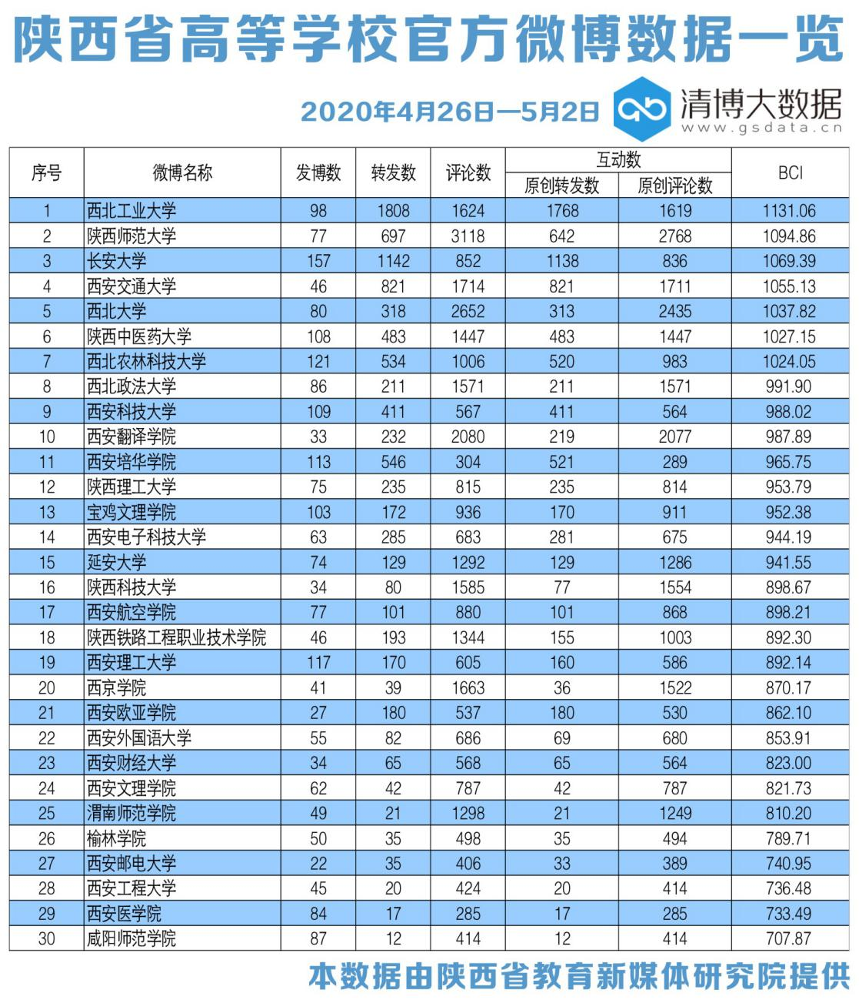 陕西省高等学校官方微博数据一览
2020年4月26日—5月2日
清博大数据
www.gsdata.cn
序号 微博名称 发博数 转发数 评论数 互动数 BCI
原创转发数 原创评论数
1 西北工业大学 98 1808 1624 1768 1619 1131.06
2 陕西师范大学 77 697 3118 642 2768 1094.86
3 长安大学 157 1142 852 1138 836 1069.39
4 西安交通大学 46 821 1714 821 1711 1055.13
5 西北大学 80 318 2652 313 2435 1037.82
6 陕西中医药大学 108 483 1447 483 1447 1027.15
7 西北农林科技大学 121 534 1006 520 983 1024.05
8 西北政法大学 86 211 1571 211 1571 991.90
9 西安科技大学 109 411 567 411 564 988.02
10 西安翻译学院 33 232 2080 219 2077 987.89
11 西安培华学院 113 546 304 521 289 965.75
12 陕西理工大学 75 235 815 235 814 953.79
13 宝鸡文理学院 103 172 936 170 911 952.38
14 西安电子科技大学 63 285 683 281 675 944.19
15 延安大学 74 129 1292 129 1286 941.55
16 陕西科技大学 34 80 1585 77 1554 898.67
17 西安航空学院 77 101 880 101 868 898.21
18 陕西铁路工程职业技术学院 46 193 1344 155 1003 892.30
19 西安理工大学 117 170 605 160 586 892.14
20 西京学院 41 39 1663 36 1522 870.17
21 西安欧亚学院 27 180 537 180 530 862.10
22 西安外国语大学 55 82 686 69 680 853.91
23 西安财经大学 34 65 568 65 564 823.00
24 西安文理学院 62 42 787 42 787 821.73
25 渭南师范学院 49 21 1298 21 1249 810.20
26 榆林学院 50 35 498 35 494 789.71
27 西安邮电大学 22 35 406 33 389 740.95
28 西安工程大学 45 20 424 20 414 736.48
29 西安医学院 84 17 285 17 285 733.49
30 咸阳师范学院 87 12 414 12 414 707.87
本数据由陕西省教育新媒体研究院提供